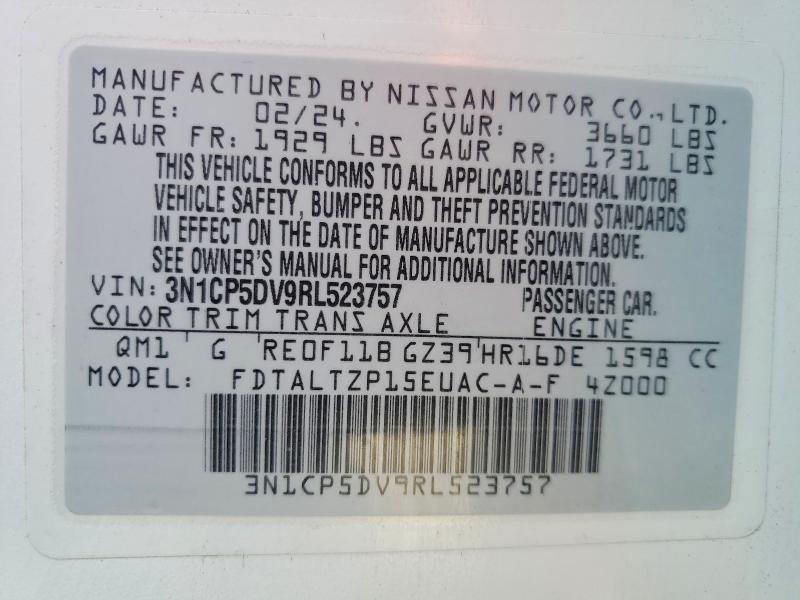 MANUFACTURED BY NISSAN MOTOR CO., LTD.
DATE: 02/24. GVWR: 3660 LBS
GAWR FR: 1929 LBS GAWR RR: 1731 LBS
THIS VEHICLE CONFORMS TO ALL APPLICABLE FEDERAL MOTOR
VEHICLE SAFETY, BUMPER AND THEFT PREVENTION STANDARDS
IN EFFECT ON THE DATE OF MANUFACTURE SHOWN ABOVE.
SEE OWNER'S MANUAL FOR ADDITIONAL INFORMATION.
VIN: 3N1CP5DV9RL523757 PASSENGER CAR.
COLOR TRIM TRANS AXLE ENGINE
QM1 G RE0F11B GZ39 HR16DE 1598 CC
MODEL: FDTALTZP15EUAC-A-F 4Z000
3N1CP5DV9RL523757